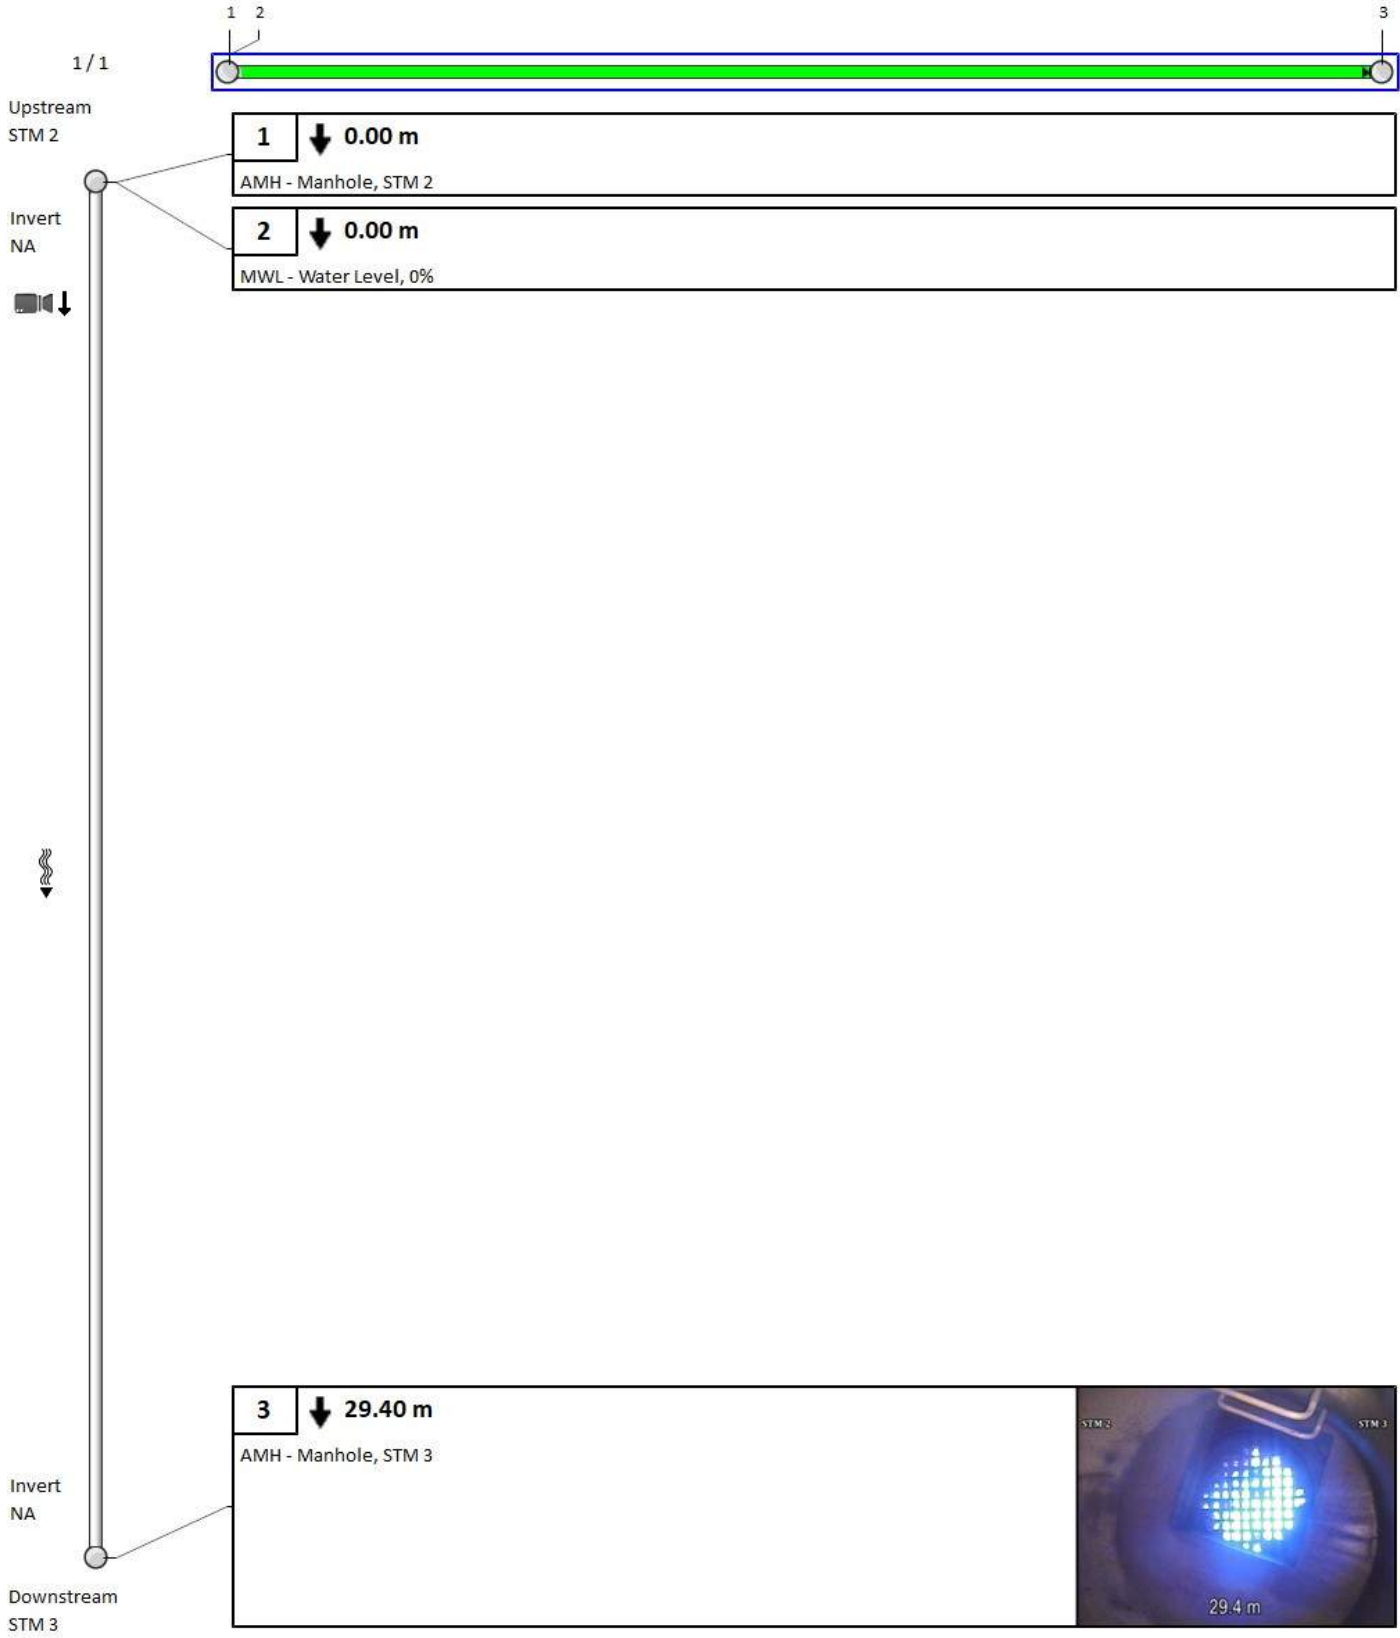 1 2 3
1 / 1
Upstream
STM 2
1 0.00 m
AMH - Manhole, STM 2
Invert
NA
2 0.00 m
MWL - Water Level, 0%
3 29.40 m
AMH - Manhole, STM 3
STM 2 STM 3
29.4 m
Invert
NA
Downstream
STM 3